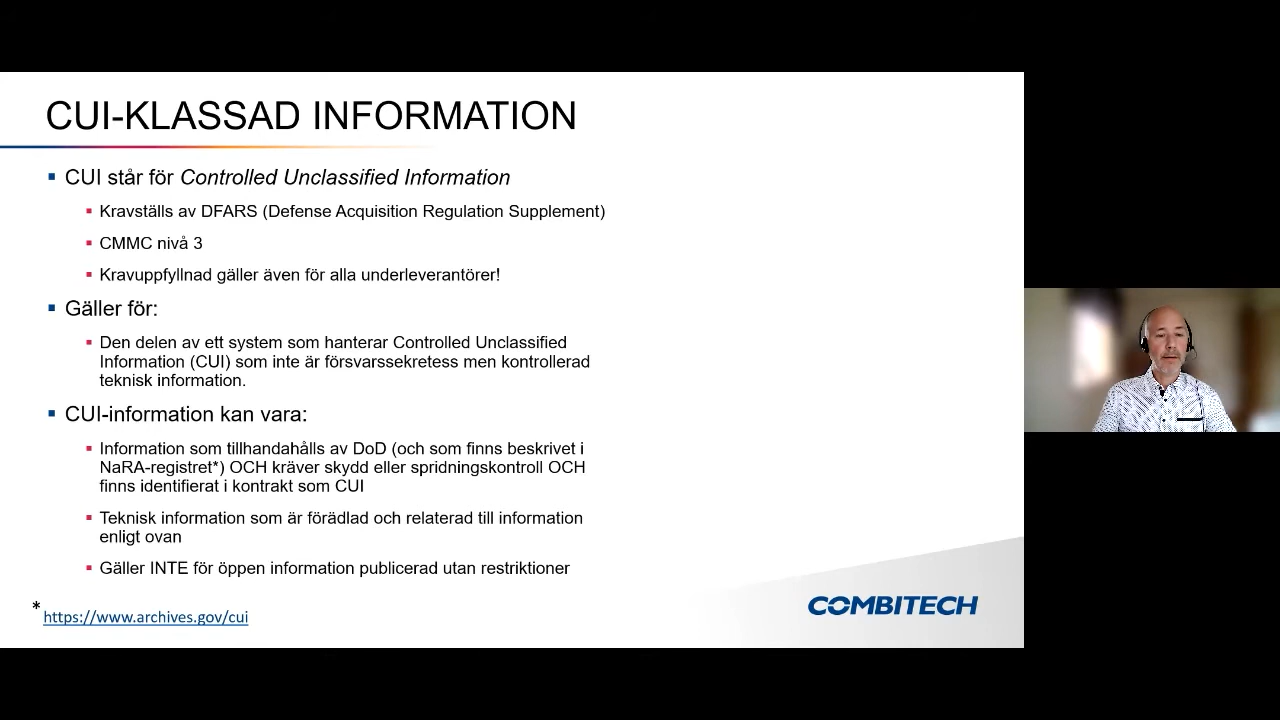 CUI-KLASSAD INFORMATION
CUI står för Controlled Unclassified Information
Kravställs av DFARS (Defense Acquisition Regulation Supplement)
CMMC nivå 3
Kravuppfyllnad gäller även för alla underleverantörer!
Gäller för:
Den delen av ett system som hanterar Controlled Unclassified
Information (CUI) som inte är försvarssekretess men kontrollerad
teknisk information.
CUI-information kan vara:
Information som tillhandahålls av DoD (och som finns beskrivet i
NaRA-registret*) OCH kräver skydd eller spridningskontroll OCH
finns identifierat i kontrakt som CUI
Teknisk information som är förädlad och relaterad till information
enligt ovan
Gäller INTE för öppen information publicerad utan restriktioner
* https://www.archives.gov/cui
COMBITECH